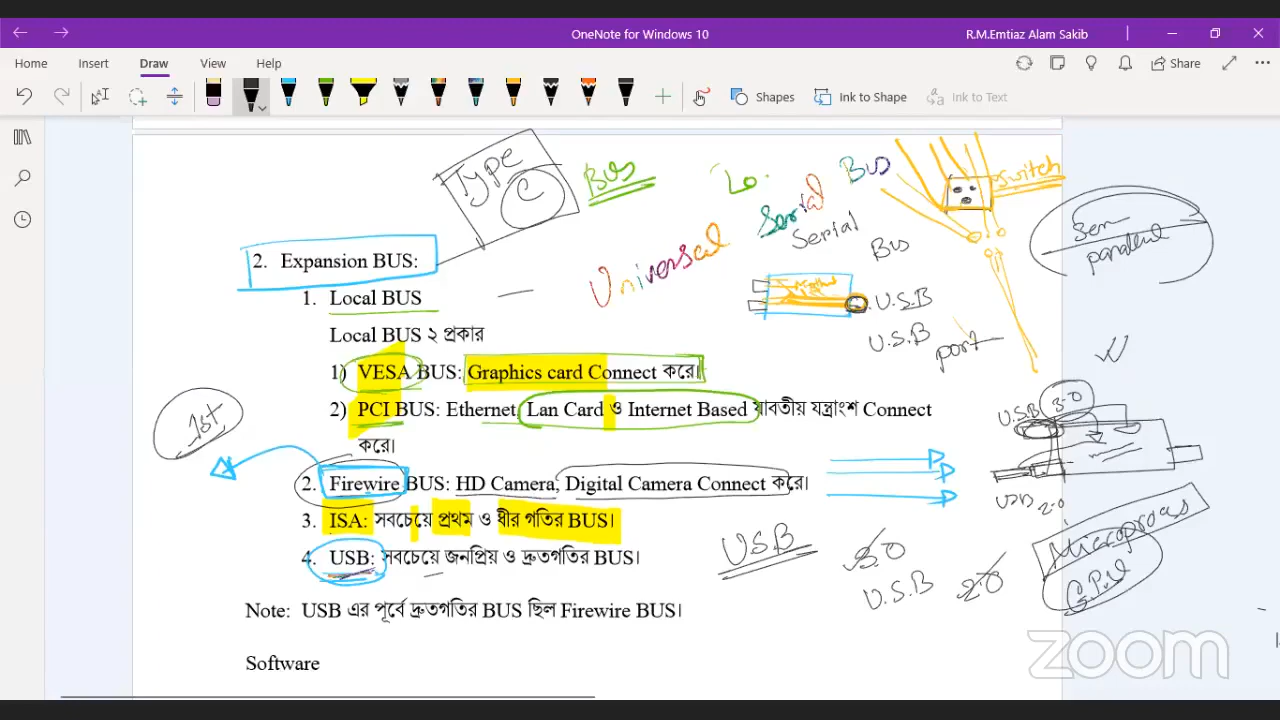 OneNote for Windows 10
R.M.Emtiaz Alam Sakib
Home Insert Draw View Help
Share
Shapes Ink to Shape Ink to Text
Type C
BUS
Lo.
Universal Serial BUS
Serial
Bus
switch
U.S.B
U.S.B
port
2. Expansion BUS:
1. Local BUS
Local BUS ২ প্রকার
1) VESA BUS: Graphics card Connect করে।
2) PCI BUS: Ethernet, Lan Card ও Internet Based যাবতীয় যন্ত্রাংশ Connect
করে।
1st
2. Firewire BUS: HD Camera, Digital Camera Connect করে।
3. ISA: সবচেয়ে প্রথম ও ধীর গতির BUS।
4. USB: সবচেয়ে জনপ্রিয় ও দ্রুতগতির BUS।
U.S.B 3.0
USB 2.0
USB 3.0
U.S.B 2.0
Note: USB এর পূর্বে দ্রুতগতির BUS ছিল Firewire BUS।
Software
zoom